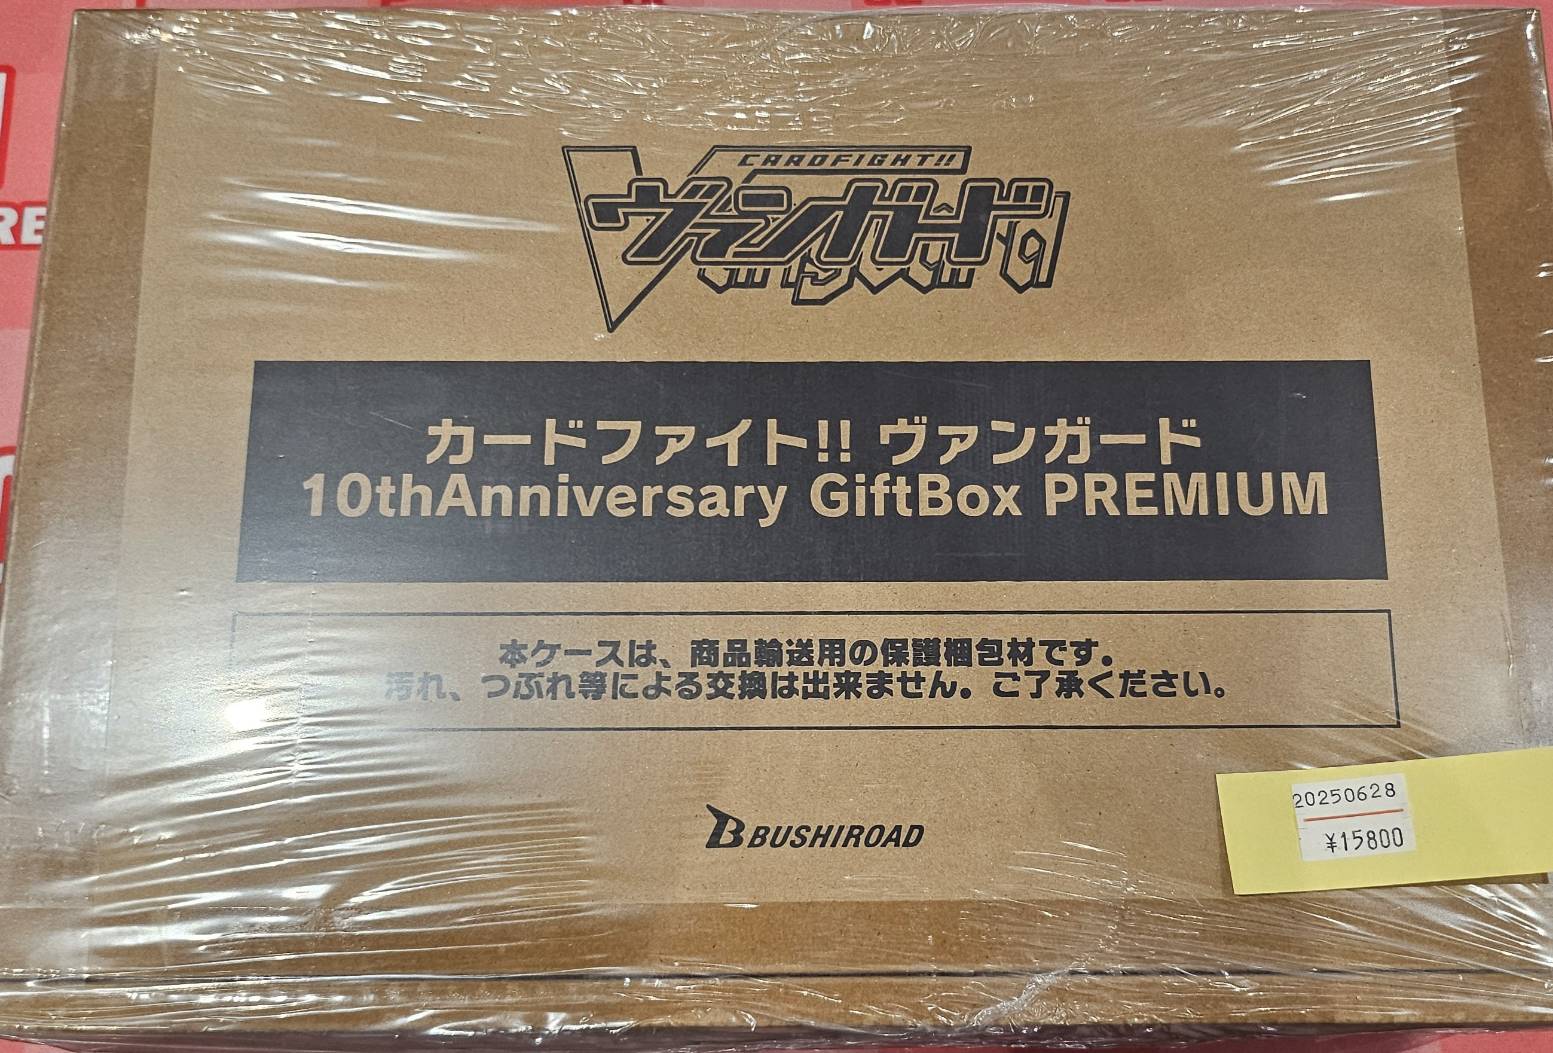 CARDFIGHT!!
ヴァンガード
Vanguard
カードファイト!! ヴァンガード
10thAnniversary GiftBox PREMIUM
本ケースは、商品輸送用の保護梱包材です。
汚れ、つぶれ等による交換は出来ません。ご了承ください。
BUSHIROAD
20250628
¥15800
RE